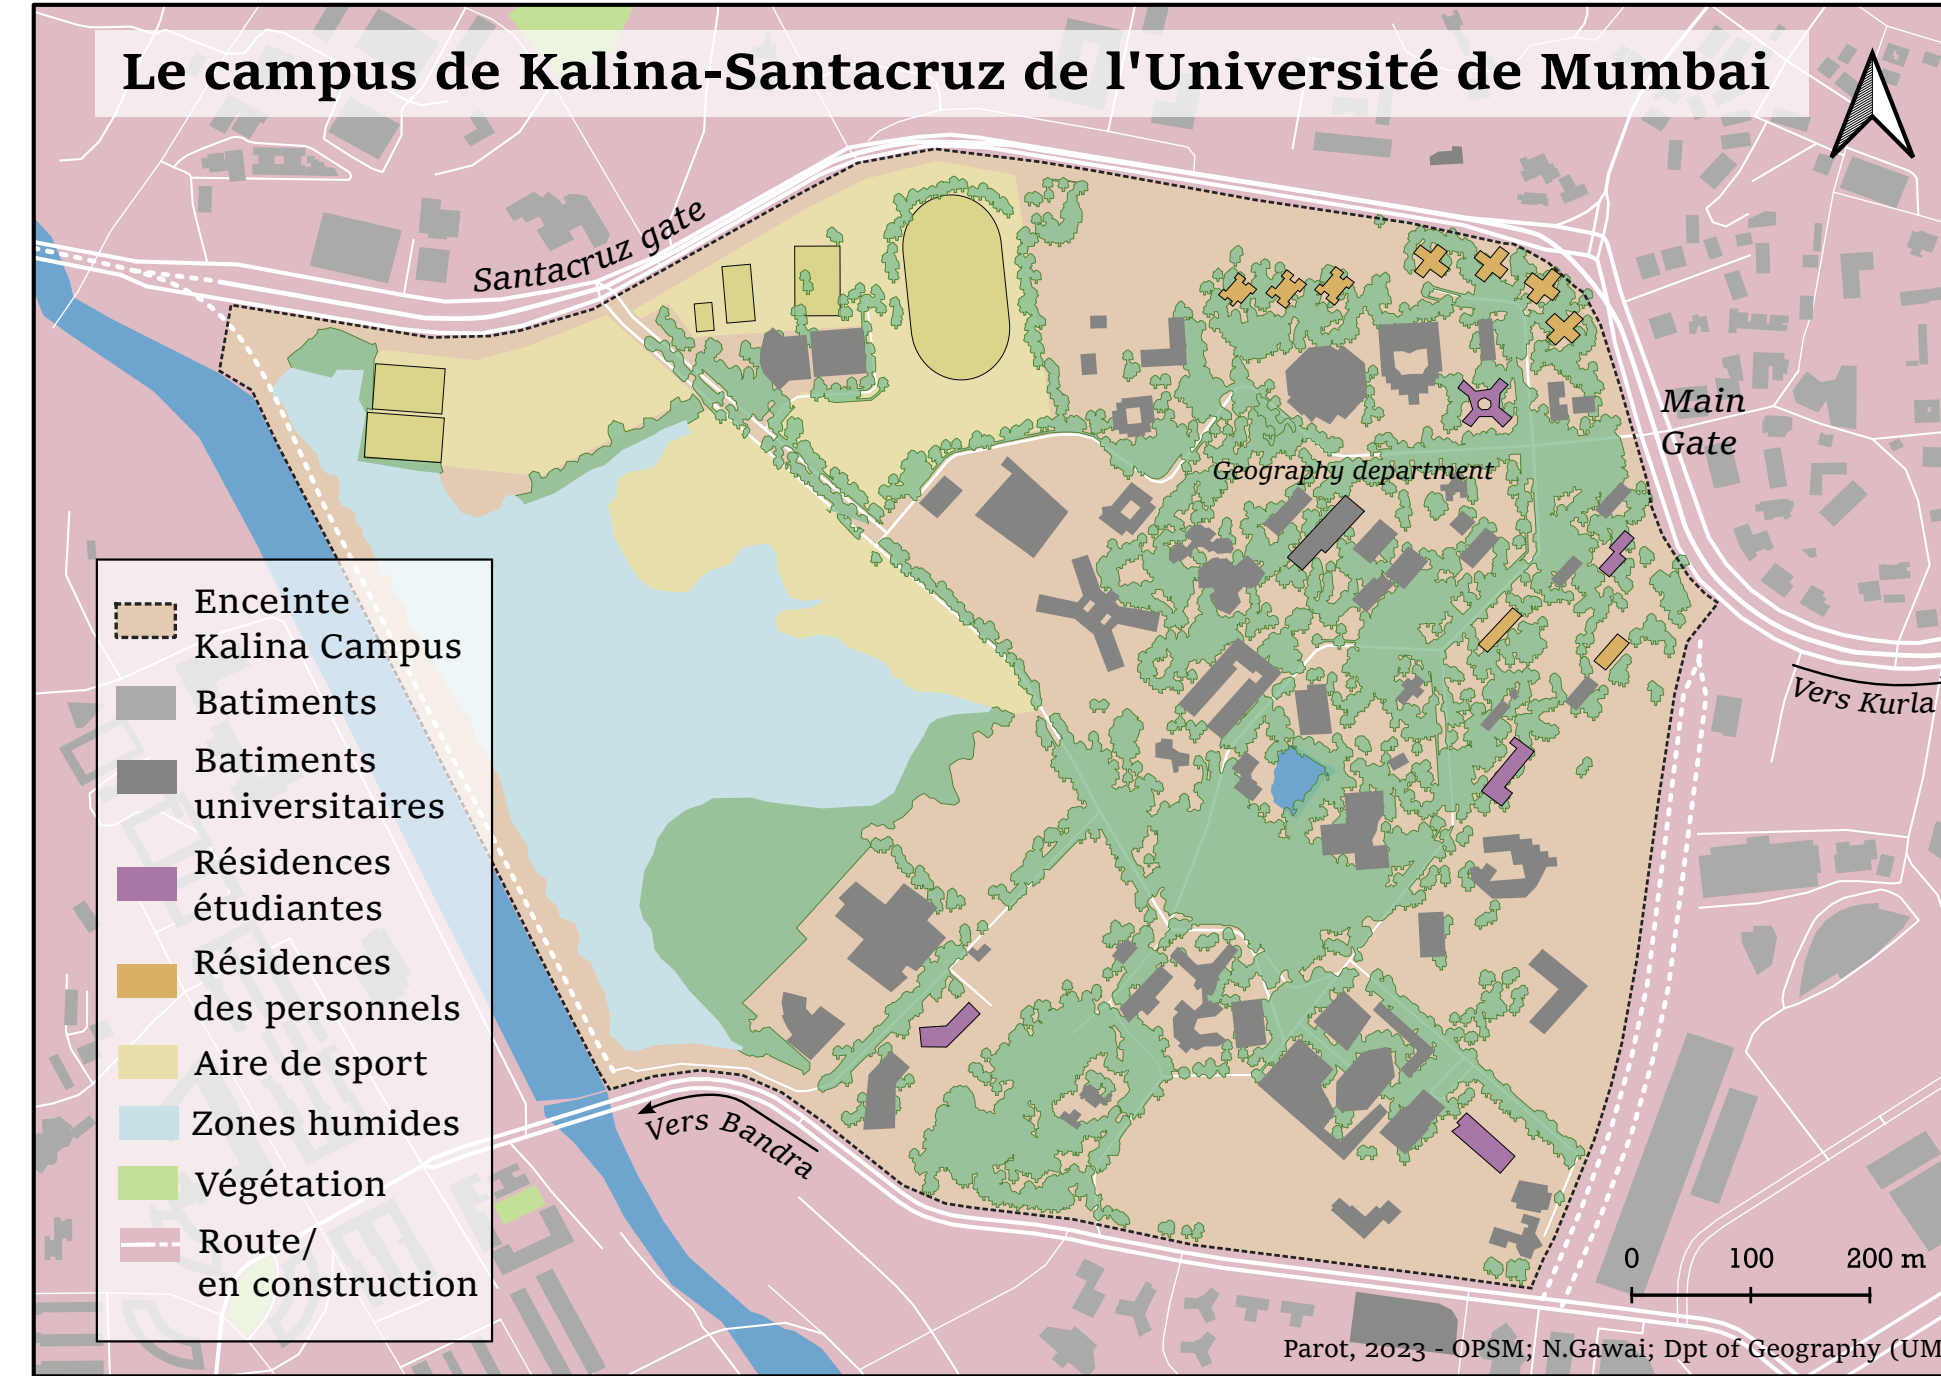 Le campus de Kalina-Santacruz de l'Université de Mumbai
Santacruz gate
Main
Gate
Geography department
Enceinte
Kalina Campus
Batiments
Batiments
universitaires
Résidences
étudiantes
Résidences
des personnels
Aire de sport
Zones humides
Végétation
Route/
en construction
Vers Kurla
Vers Bandra
0 100 200 m
Parot, 2023 - OPSM; N.Gawai; Dpt of Geography (UM